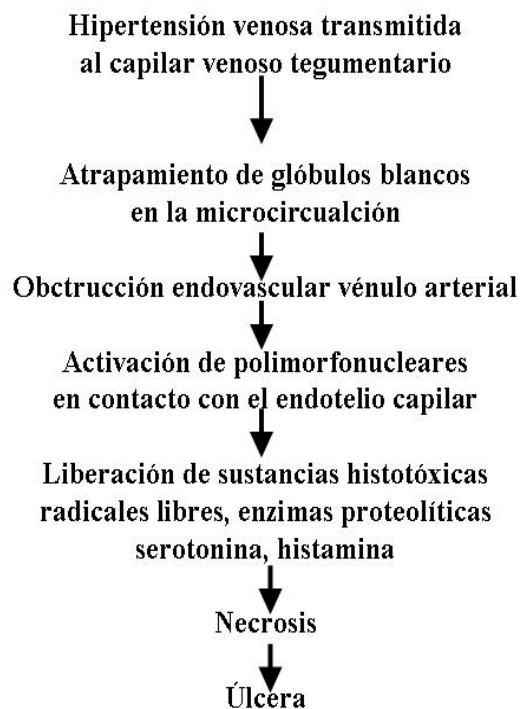 Hipertensión venosa transmitida
al capilar venoso tegumentario
Atrapamiento de glóbulos blancos
en la microcircualción
Obctrucción endovascular vénulo arterial
Activación de polimorfonucleares
en contacto con el endotelio capilar
Liberación de sustancias histotóxicas
radicales libres, enzimas proteolíticas
serotonina, histamina
Necrosis
Úlcera